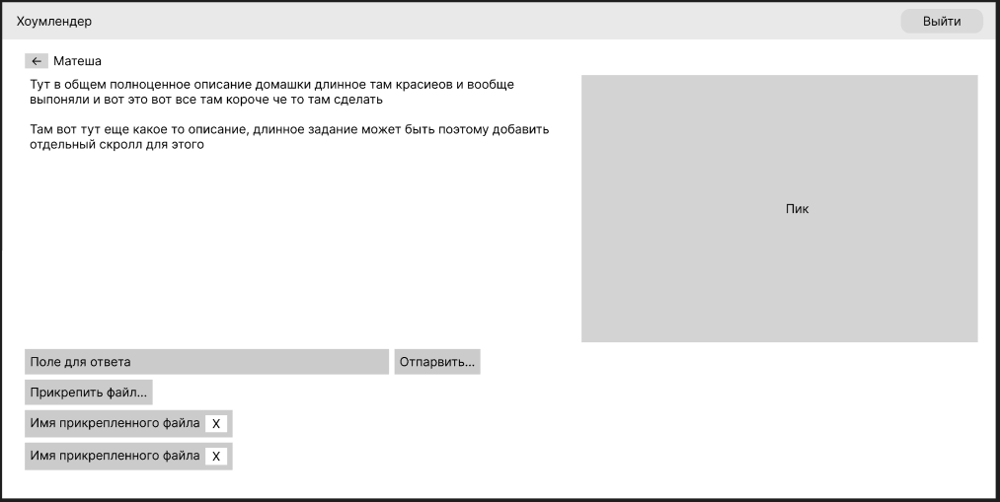 Хоумлендер
Выйти
← Матеша
Тут в общем полноценное описание домашки длинное там красиеов и вообще
выпоняли и вот это вот все там короче че то там сделать
Там вот тут еще какое то описание, длинное задание может быть поэтому добавить
отдельный скролл для этого
Пик
Поле для ответа
Отпарвить...
Прикрепить файл...
Имя прикрепленного файла X
Имя прикрепленного файла X